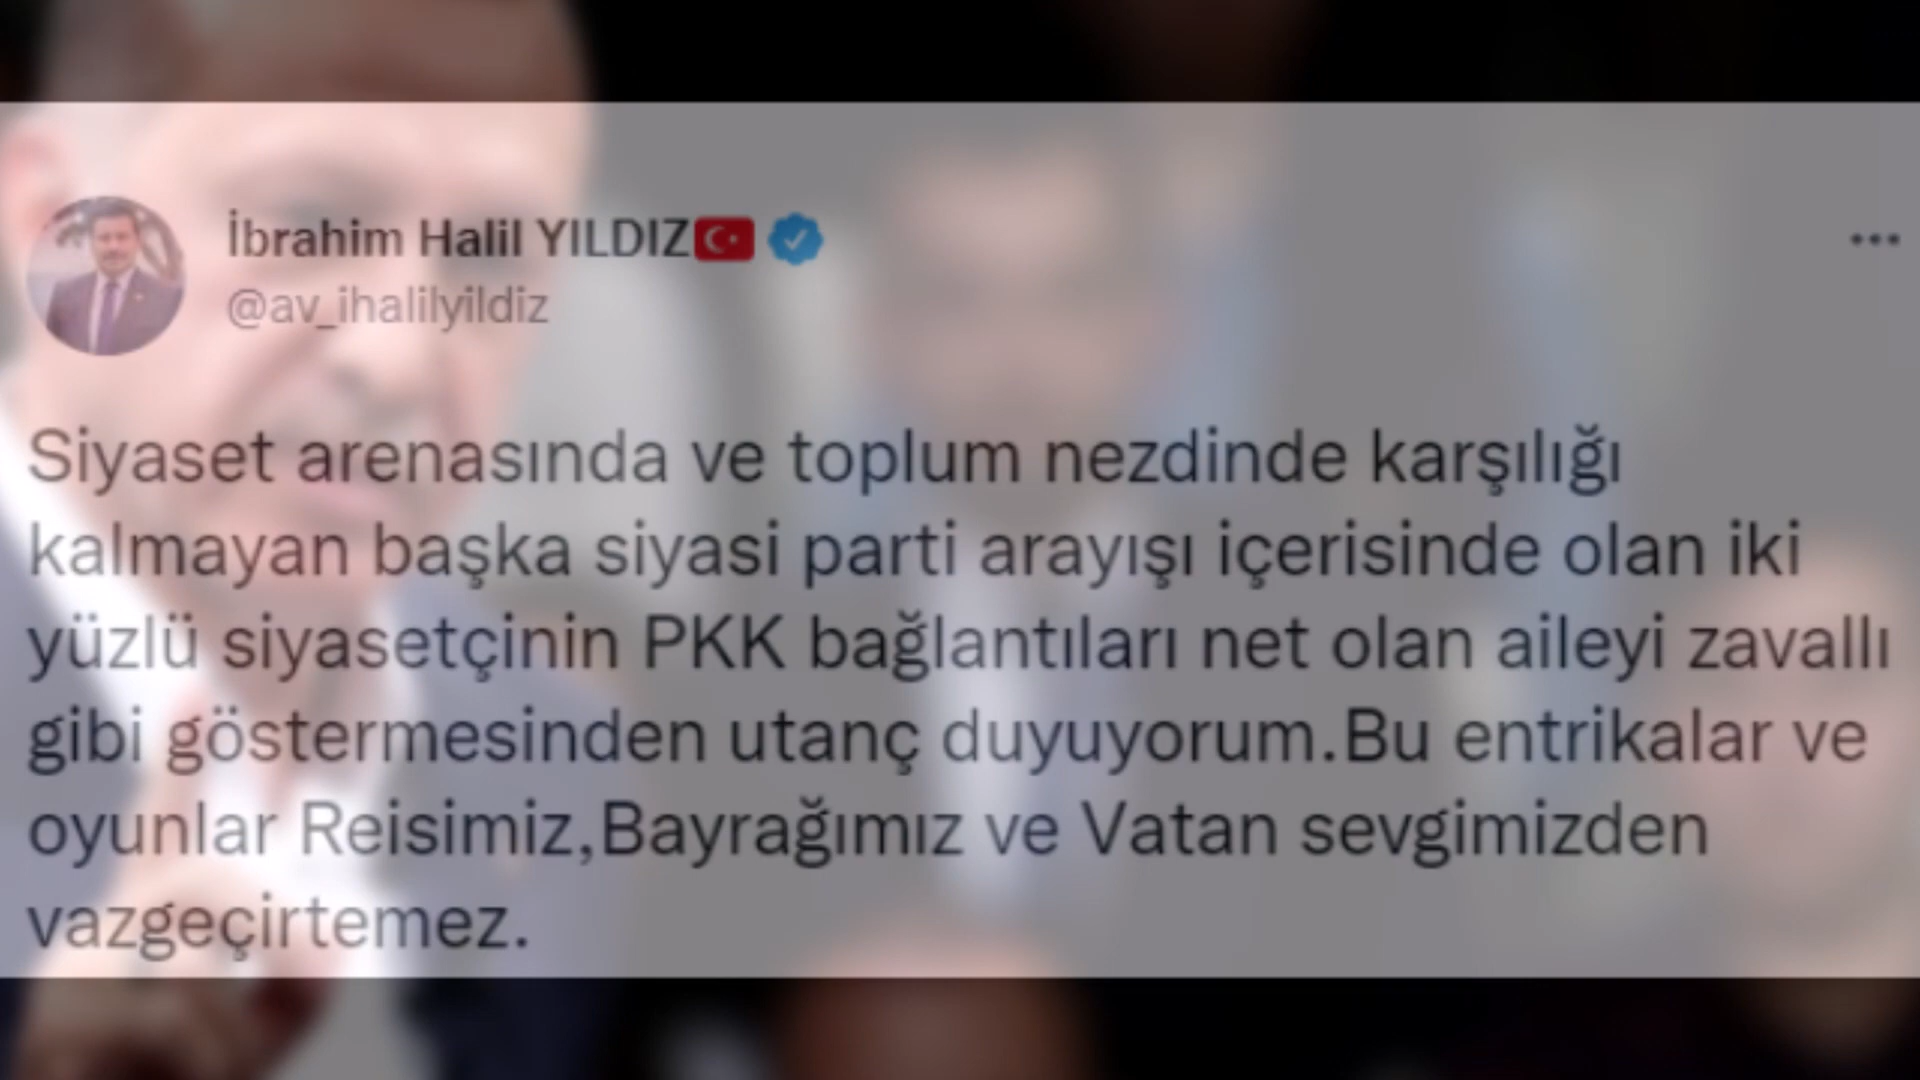 İbrahim Halil YILDIZ
@av_ihalilyildiz
Siyaset arenasında ve toplum nezdinde karşılığı
kalmayan başka siyasi parti arayışı içerisinde olan iki
yüzlü siyasetçinin PKK bağlantıları net olan aileyi zavallı
gibi göstermesinden utanç duyuyorum.Bu entrikalar ve
oyunlar Reisimiz,Bayrağımız ve Vatan sevgimizden
vazgeçirtemez.